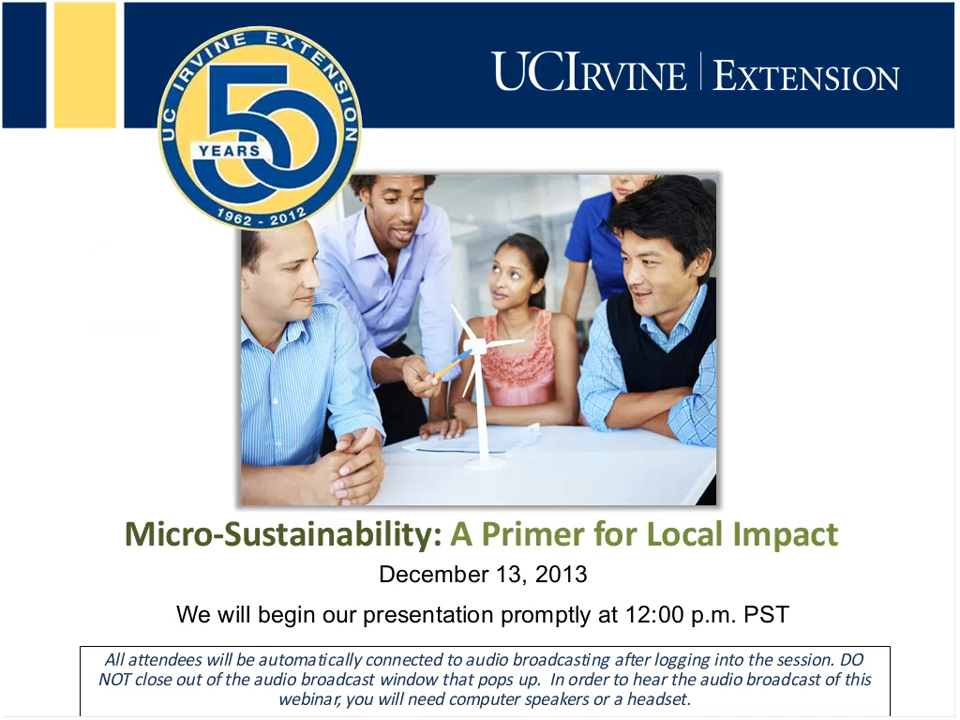 UC IRVINE EXTENSION
50
YEARS
1962 - 2012
UCIRVINE | EXTENSION
Micro-Sustainability: A Primer for Local Impact
December 13, 2013
We will begin our presentation promptly at 12:00 p.m. PST
All attendees will be automatically connected to audio broadcasting after logging into the session. DO
NOT close out of the audio broadcast window that pops up.  In order to hear the audio broadcast of this
webinar, you will need computer speakers or a headset.